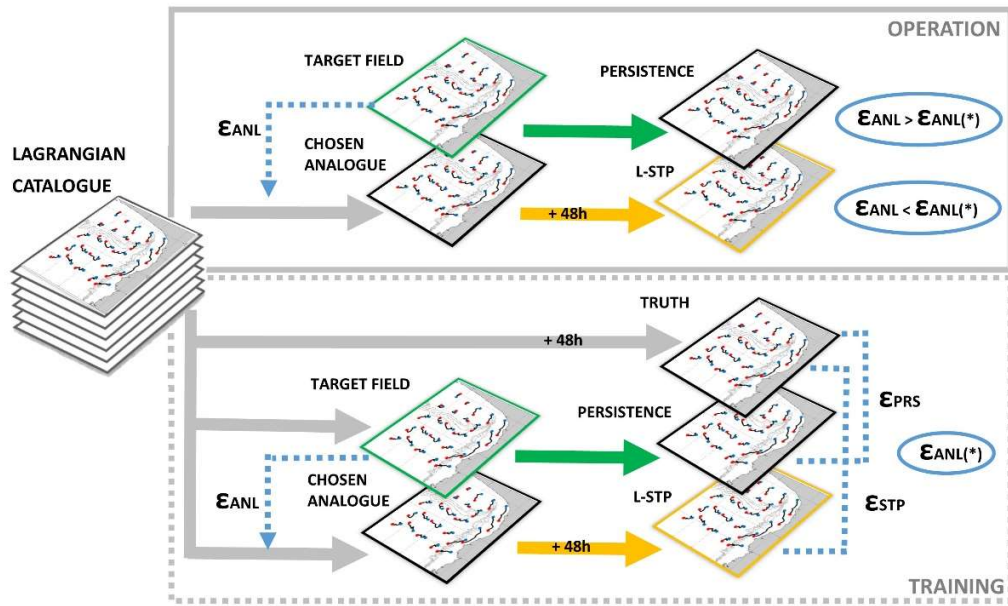 OPERATION
TARGET FIELD
PERSISTENCE
εANL
εANL > εANL(*)
CHOSEN
ANALOGUE
L-STP
LAGRANGIAN
CATALOGUE
+ 48h
εANL < εANL(*)
TRUTH
+ 48h
TARGET FIELD
PERSISTENCE
εPRS
εANL(*)
CHOSEN
ANALOGUE
L-STP
εANL
εSTP
+ 48h
TRAINING